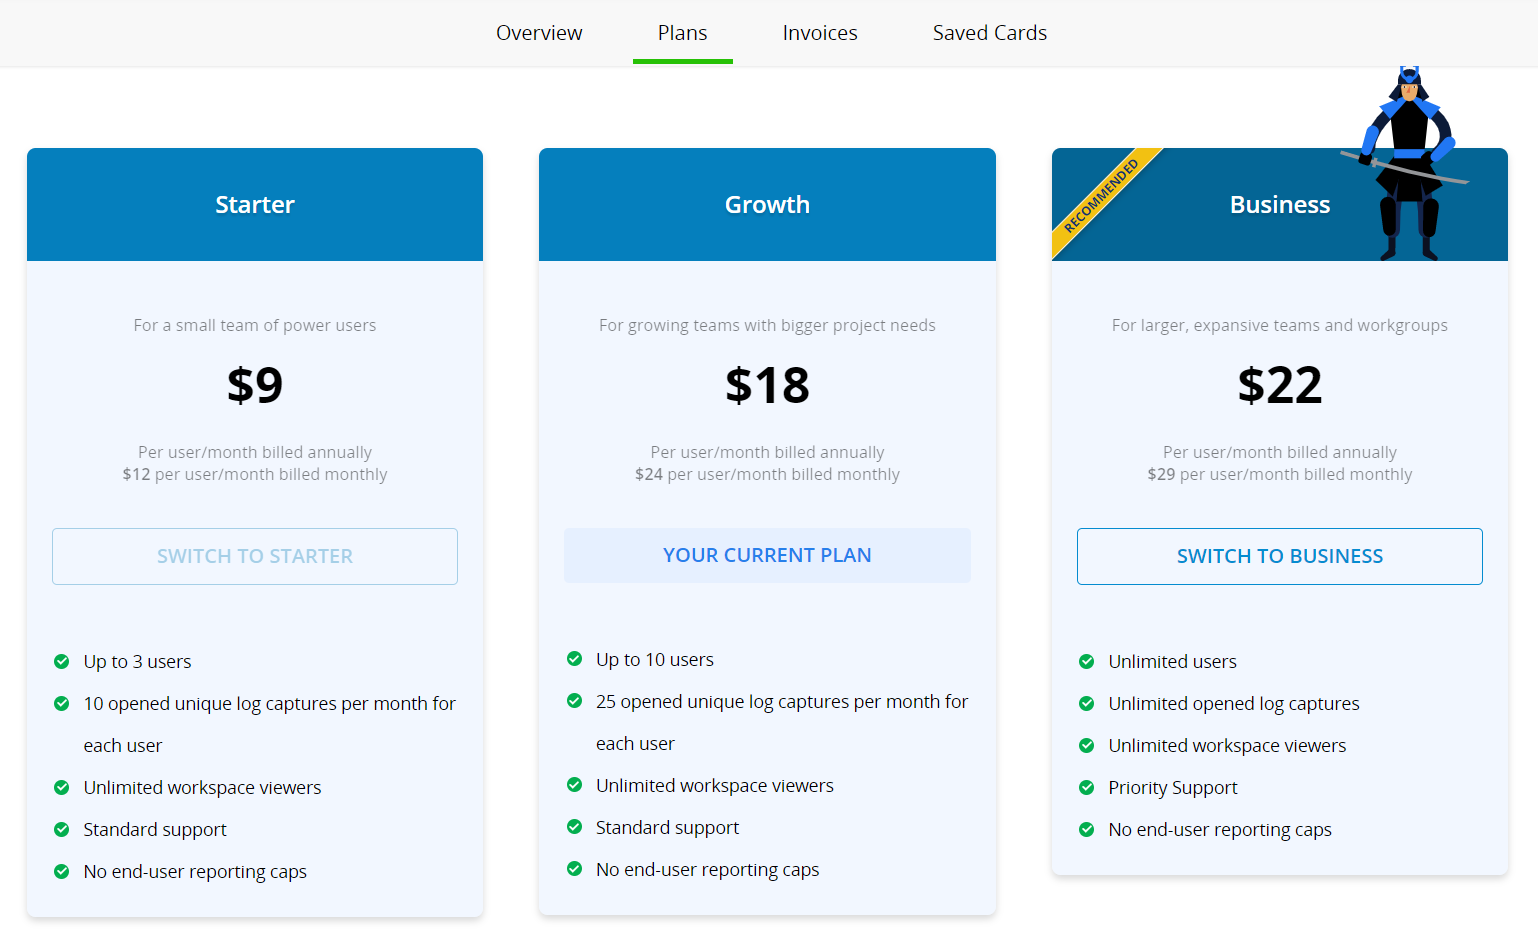 Overview
Plans
Invoices
Saved Cards
Starter
For a small team of power users
$9
Per user/month billed annually
$12 per user/month billed monthly
SWITCH TO STARTER
Up to 3 users
10 opened unique log captures per month for
each user
Unlimited workspace viewers
Standard support
No end-user reporting caps
Growth
For growing teams with bigger project needs
$18
Per user/month billed annually
$24 per user/month billed monthly
YOUR CURRENT PLAN
Up to 10 users
25 opened unique log captures per month for
each user
Unlimited workspace viewers
Standard support
No end-user reporting caps
RECOMMENDED
Business
For larger, expansive teams and workgroups
$22
Per user/month billed annually
$29 per user/month billed monthly
SWITCH TO BUSINESS
Unlimited users
Unlimited opened log captures
Unlimited workspace viewers
Priority Support
No end-user reporting caps